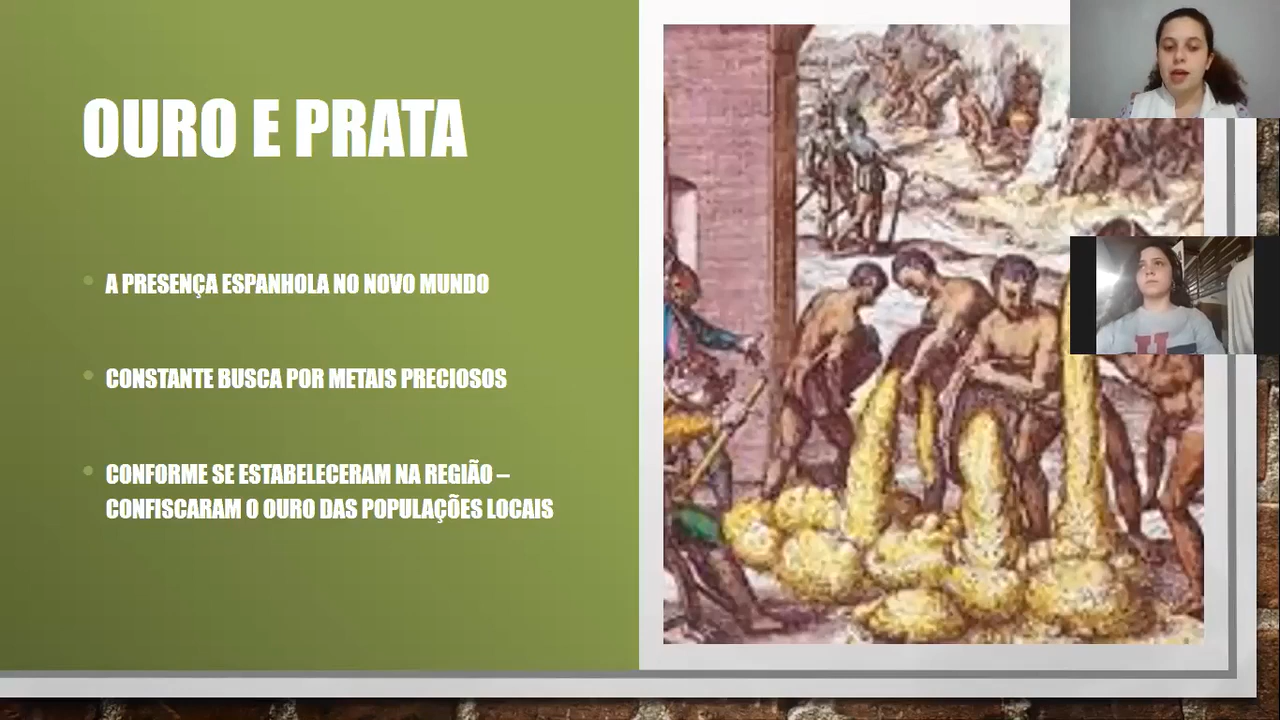 OURO E PRATA
A PRESENÇA ESPANHOLA NO NOVO MUNDO
CONSTANTE BUSCA POR METAIS PRECIOSOS
CONFORME SE ESTABELECERAM NA REGIÃO –
CONFISCARAM O OURO DAS POPULAÇÕES LOCAIS
H